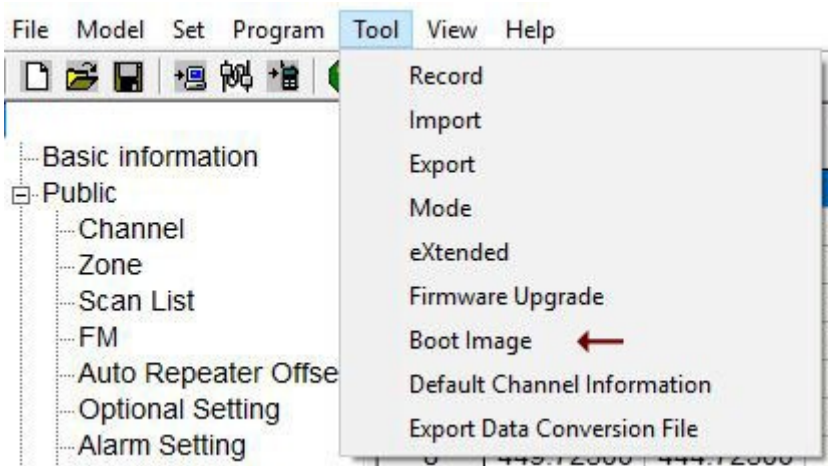 File Model Set Program Tool View Help
Record
Import
Export
Mode
eXtended
Firmware Upgrade
Boot Image
Default Channel Information
Export Data Conversion File
Basic information
Public
Channel
Zone
Scan List
FM
Auto Repeater Offse
Optional Setting
Alarm Setting